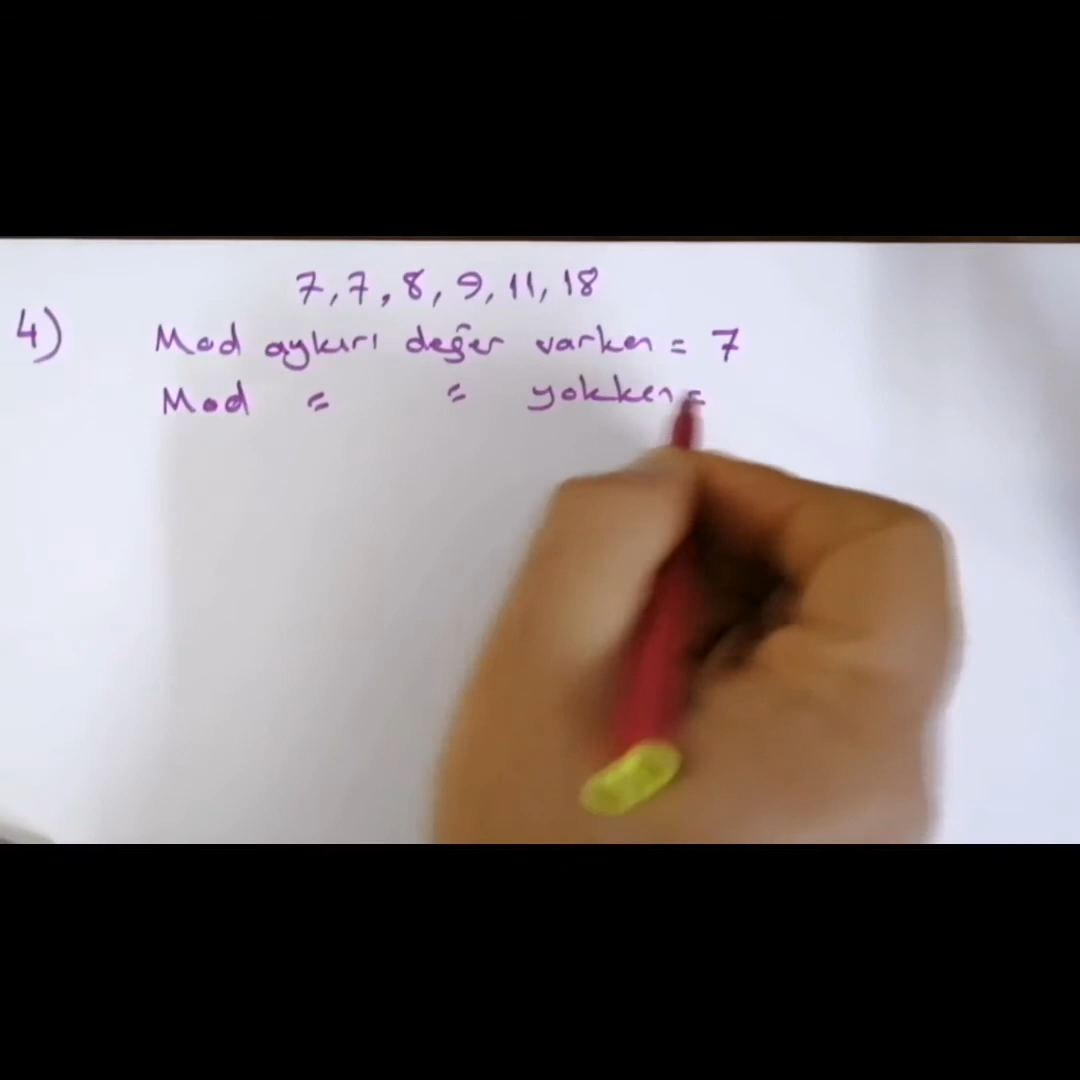 7, 7, 8, 9, 11, 18
4) Mod aykırı değer varken = 7
Mod " " yokken =